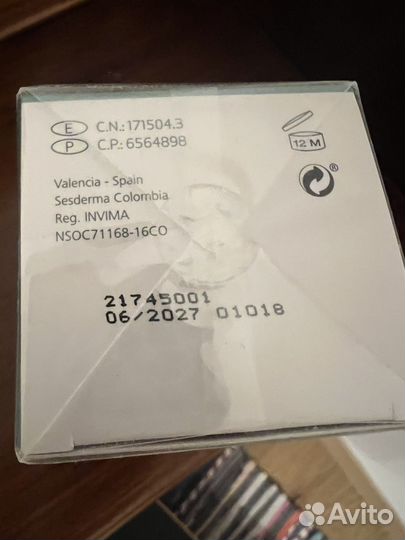 E C.N.:171504.3
P C.P.:6564898
12 M
®
Valencia - Spain
Sesderma Colombia
Reg. INVIMA
NSOC71168-16CO
21745001
06/2027 01018
Avito